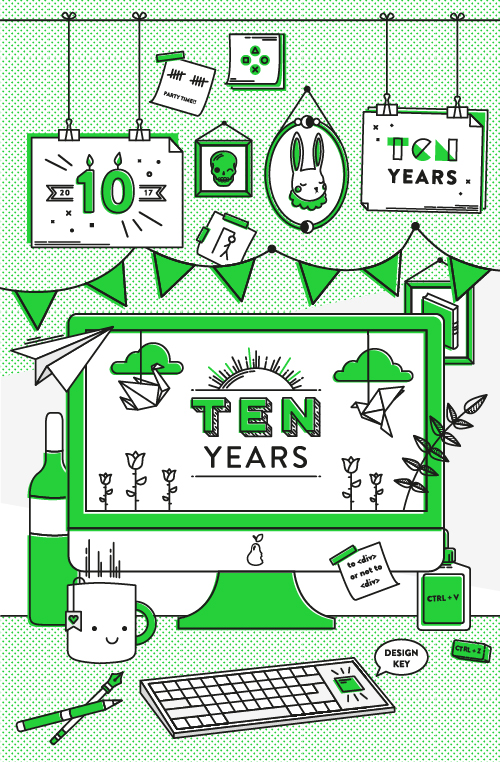 PARTY TIME!!
20 10 17
TEN
YEARS
TEN
YEARS
to <div>
or not to
<div>
CTRL + V
DESIGN
KEY
CTRL + Z